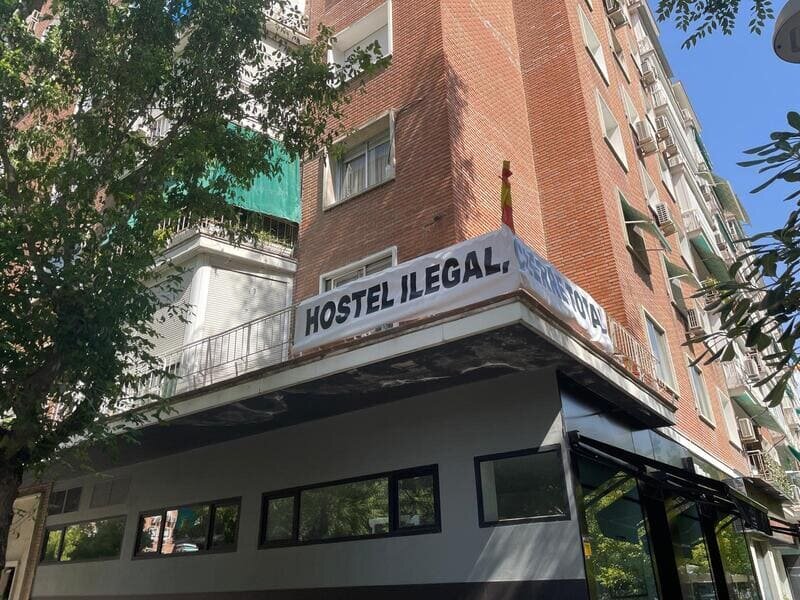 HOSTEL ILEGAL, CIERRE TOTAL